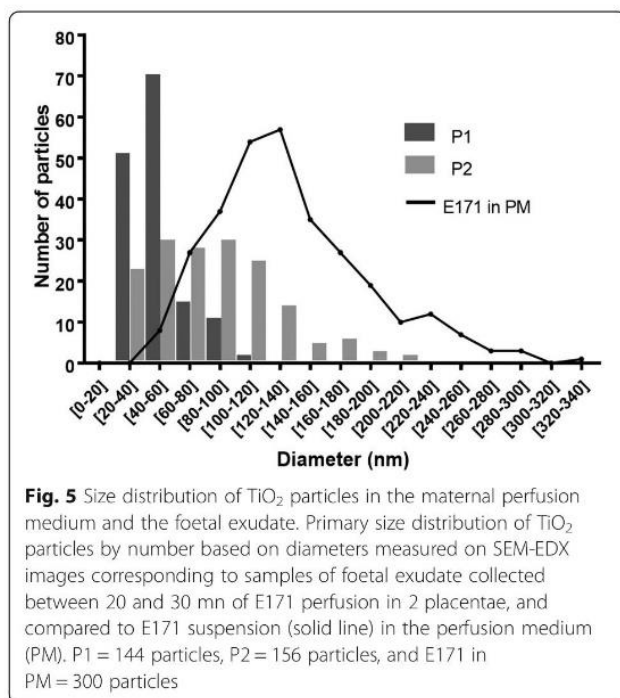 80
70
60
50
40
30
20
10
0
Number of particles
P1
P2
E171 in PM
[0-20]
[20-40]
[40-60]
[60-80]
[80-100]
[100-120]
[120-140]
[140-160]
[160-180]
[180-200]
[200-220]
[220-240]
[240-260]
[260-280]
[280-300]
[300-320]
[320-340]
Diameter (nm)
Fig. 5 Size distribution of TiO₂ particles in the maternal perfusion
medium and the foetal exudate. Primary size distribution of TiO₂
particles by number based on diameters measured on SEM-EDX
images corresponding to samples of foetal exudate collected
between 20 and 30 mn of E171 perfusion in 2 placentae, and
compared to E171 suspension (solid line) in the perfusion medium
(PM). P1 = 144 particles, P2 = 156 particles, and E171 in
PM = 300 particles